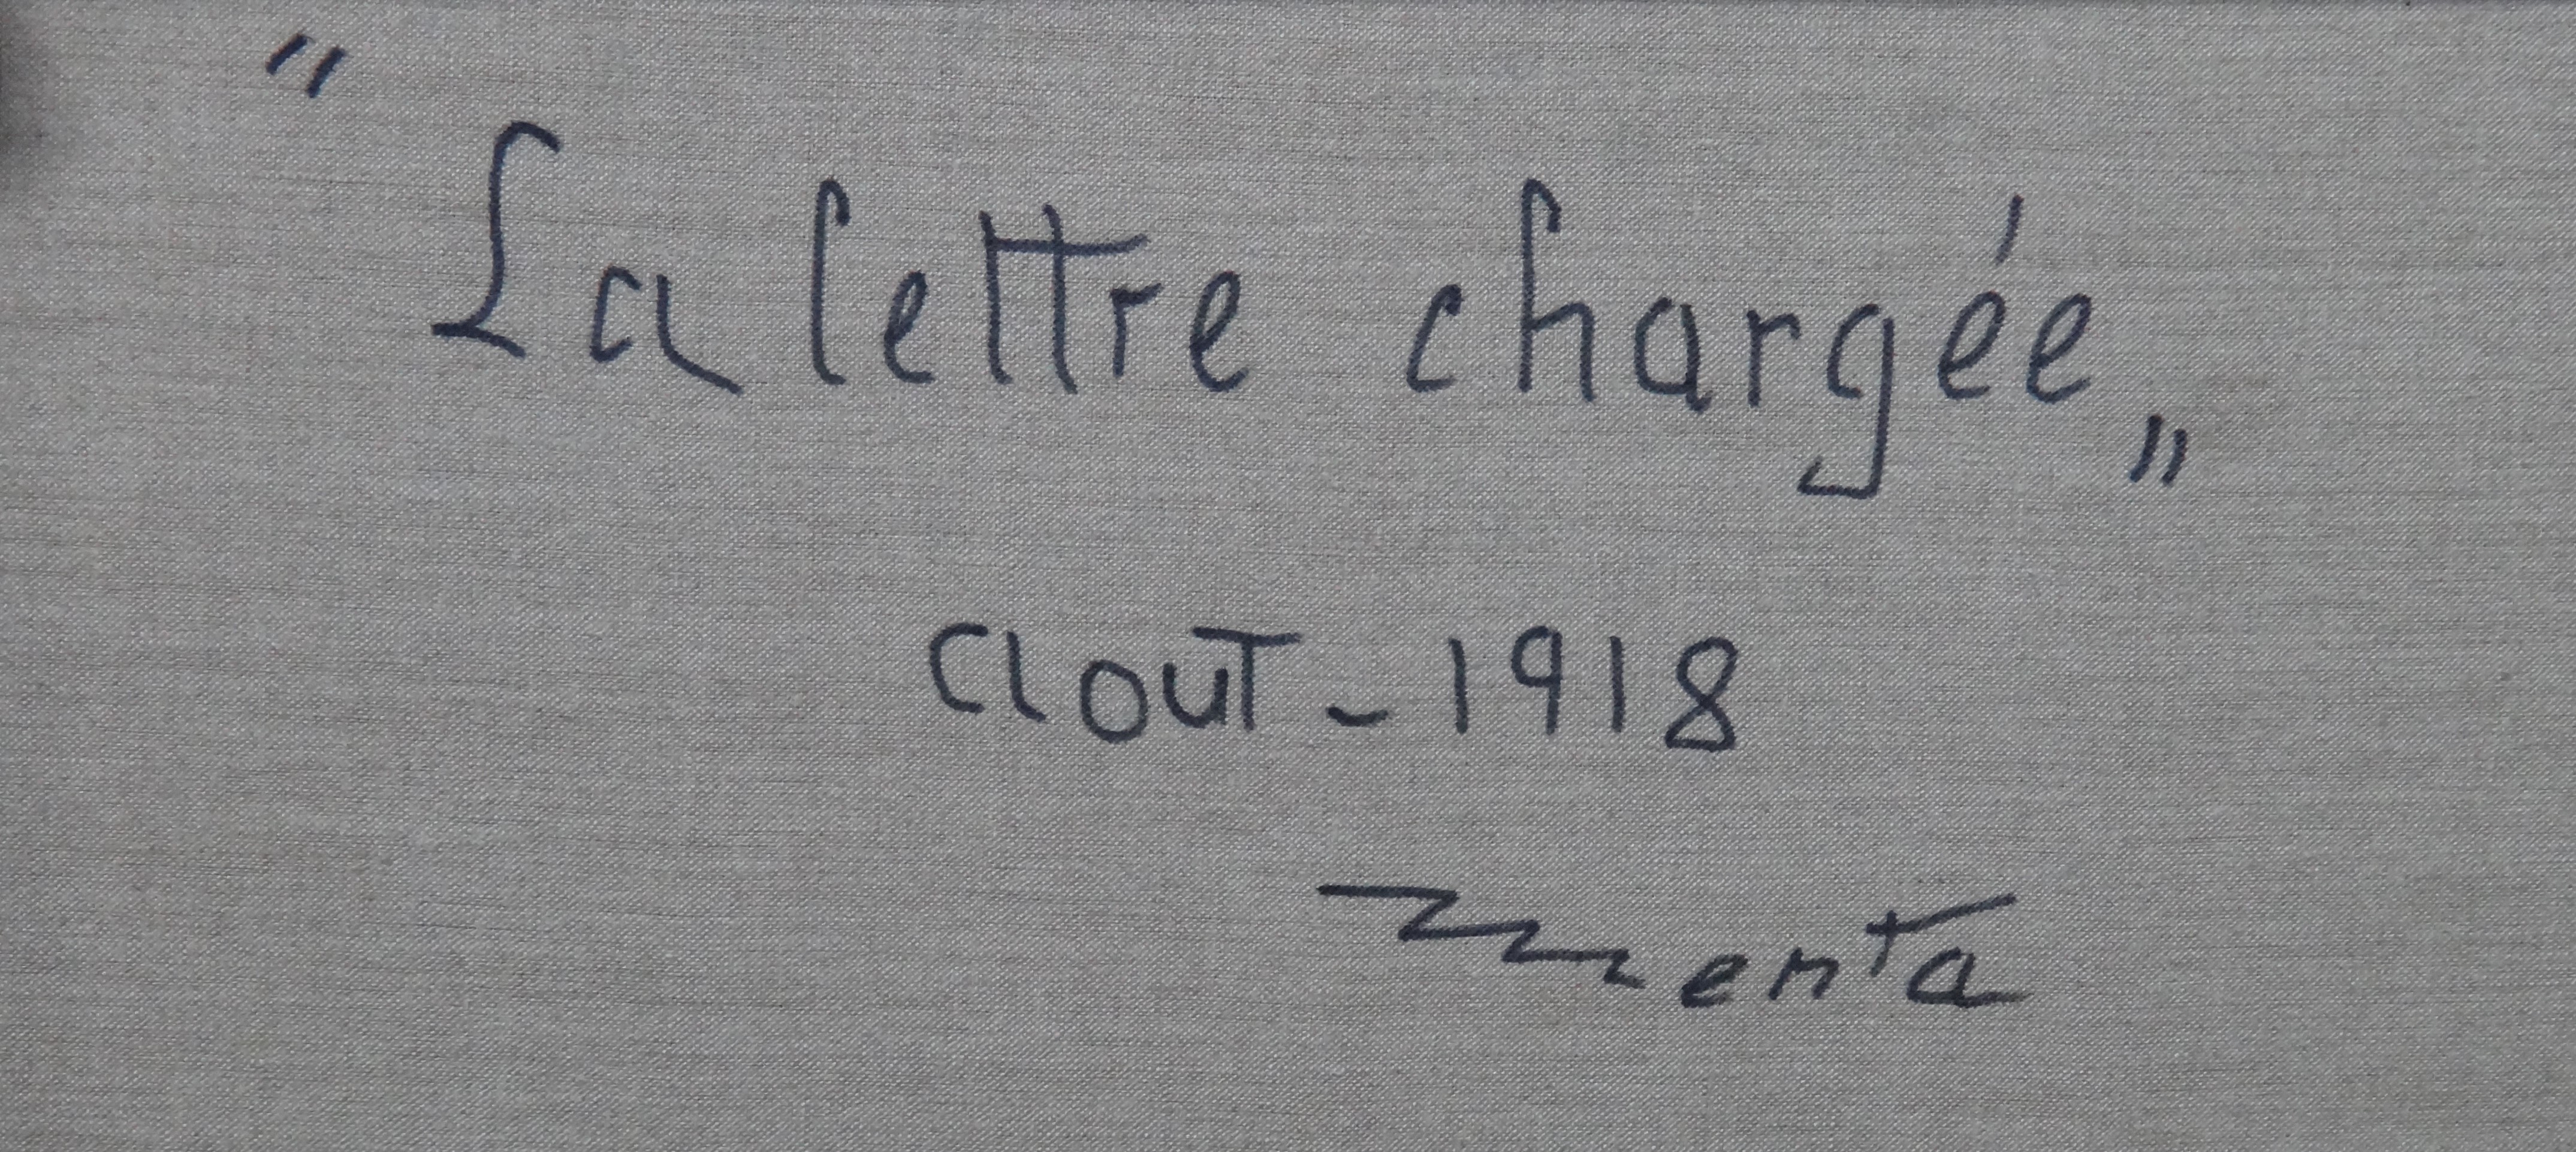 "La lettre chargée"
Clout - 1918
Menta